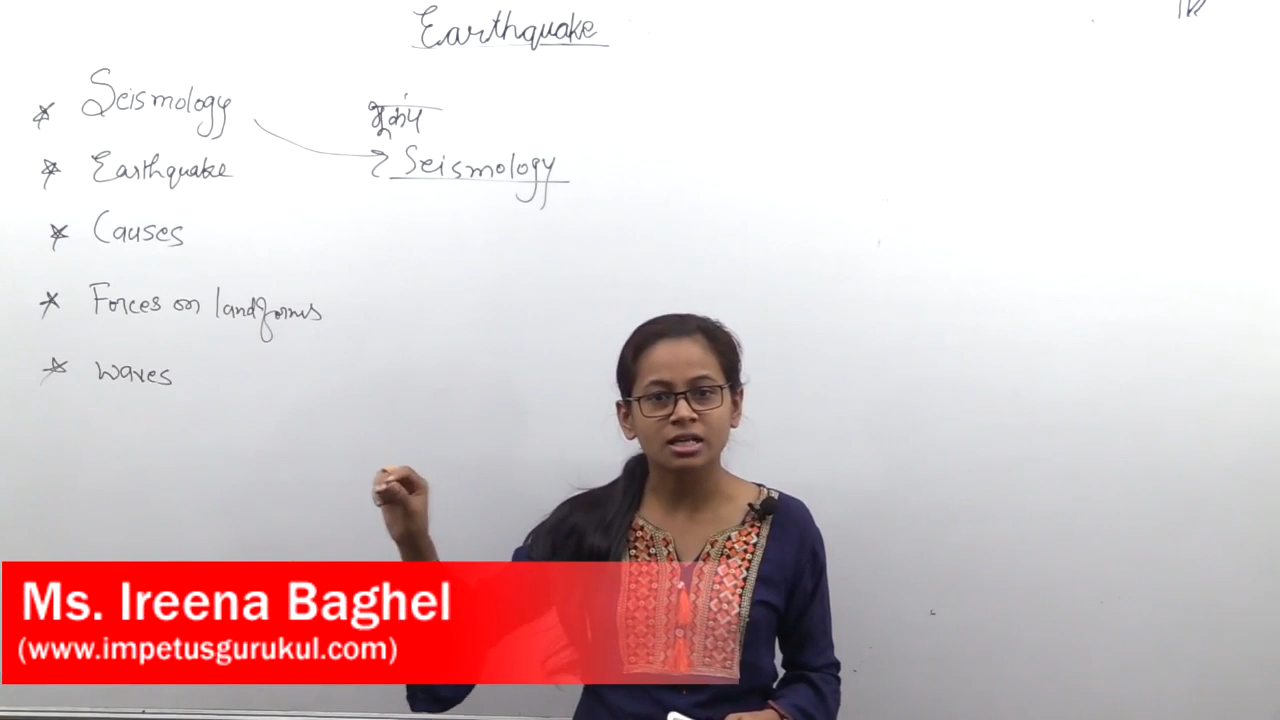 Earthquake
* Seismology
* Earthquake
* Causes
* Forces on landforms
* Waves
भूकंप
Seismology
Ms. Ireena Baghel
(www.impetusgurukul.com)